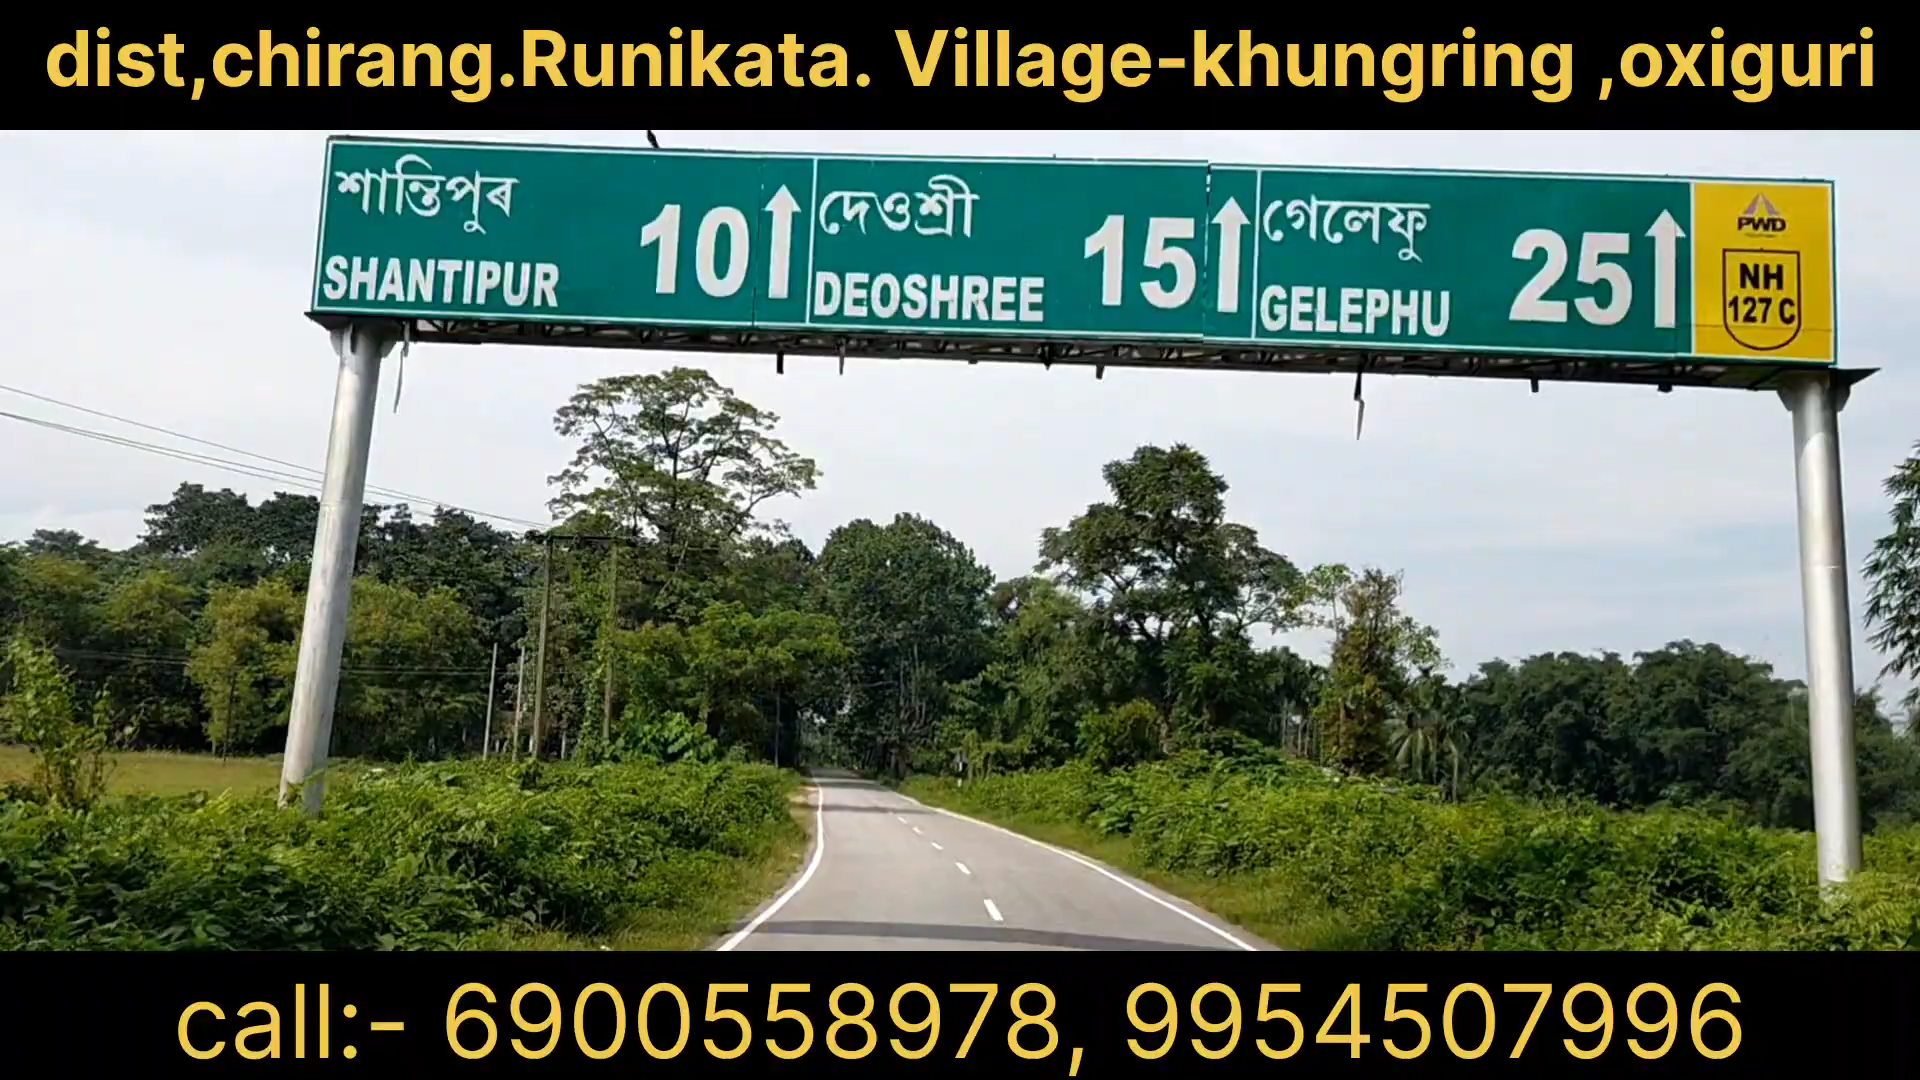 dist,chirang.Runikata. Village-khungring ,oxiguri
শান্তিপুৰ
SHANTIPUR
10
দেওশ্রী
DEOSHREE
15
গেলেফু
GELEPHU
25
PWD
NH
127 C
call:- 6900558978, 9954507996